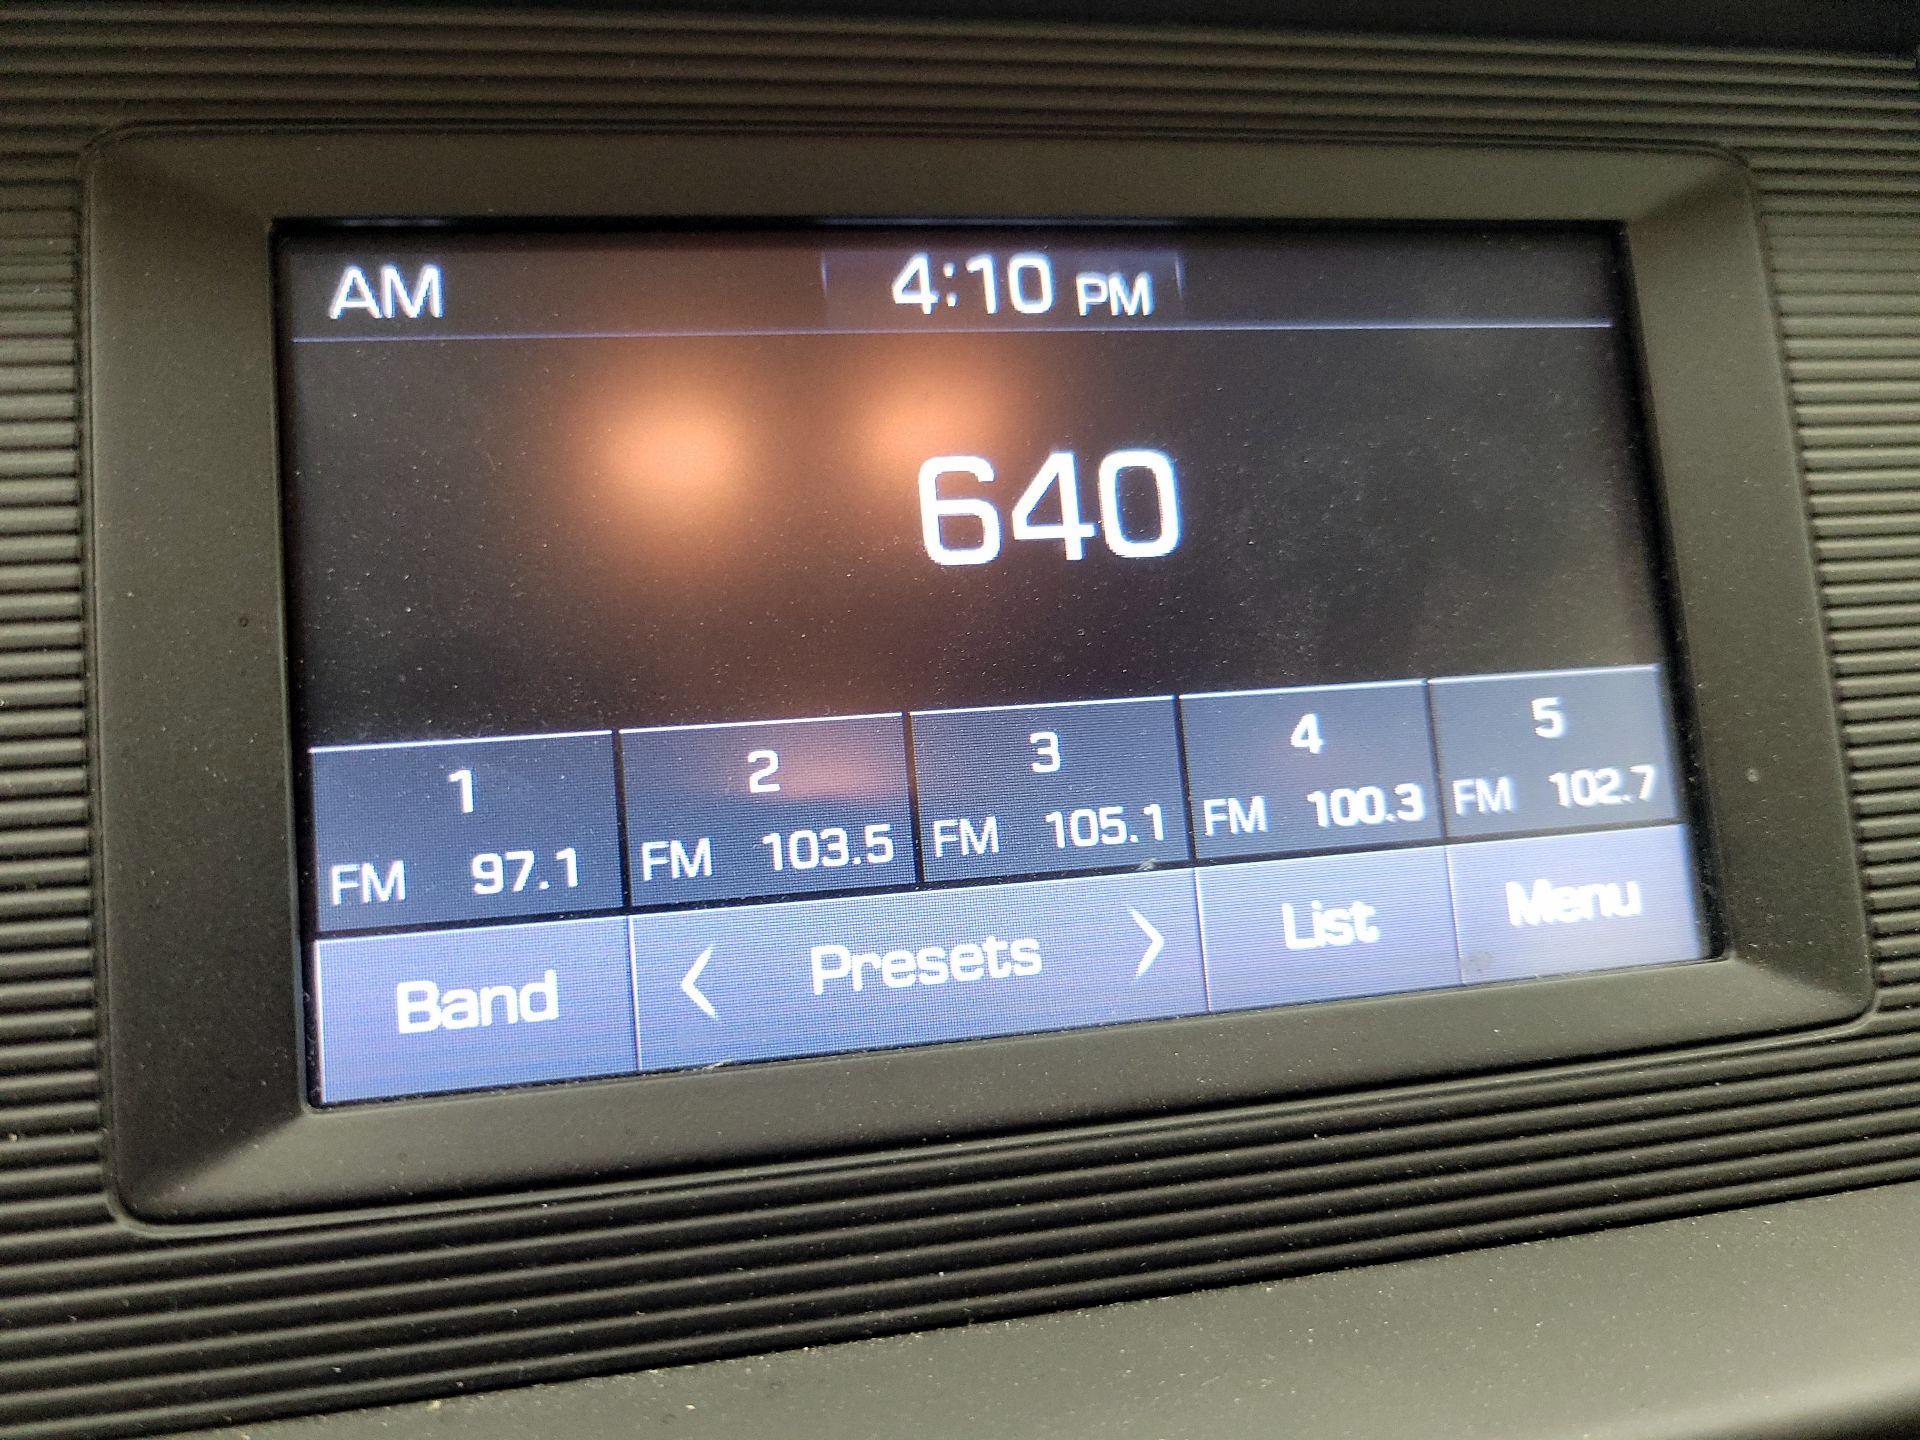 AM 4:10 PM
640
1 2 3 4 5
FM 97.1 FM 103.5 FM 105.1 FM 100.3 FM 102.7
Band < Presets > List Menu